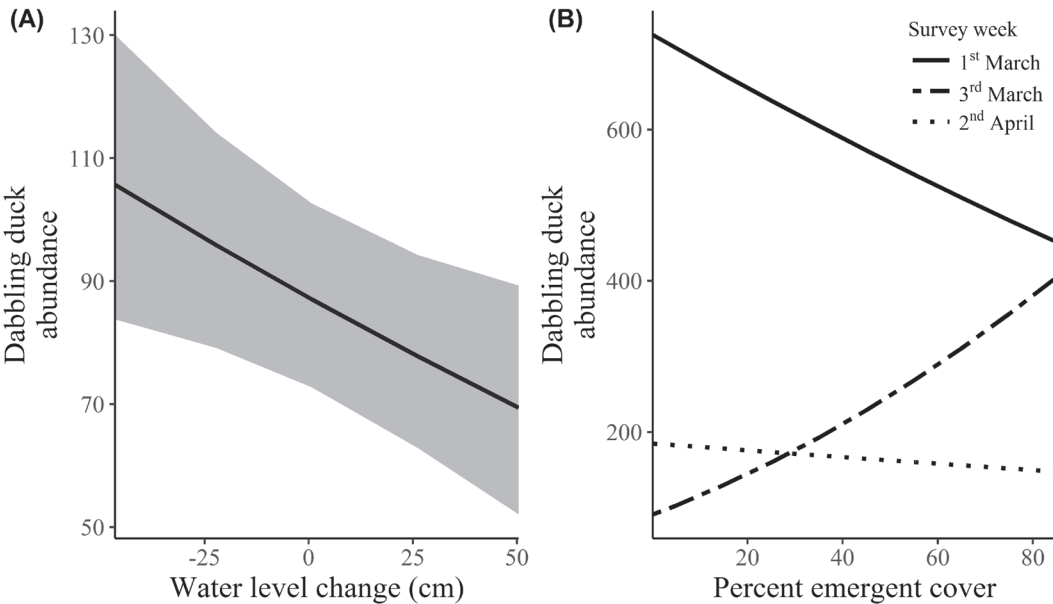 (A)
Dabbling duck
abundance
130
110
90
70
50
-25
0
25
50
Water level change (cm)
(B)
Dabbling duck
abundance
600
400
200
20
40
60
80
Percent emergent cover
Survey week
1st March
3rd March
2nd April